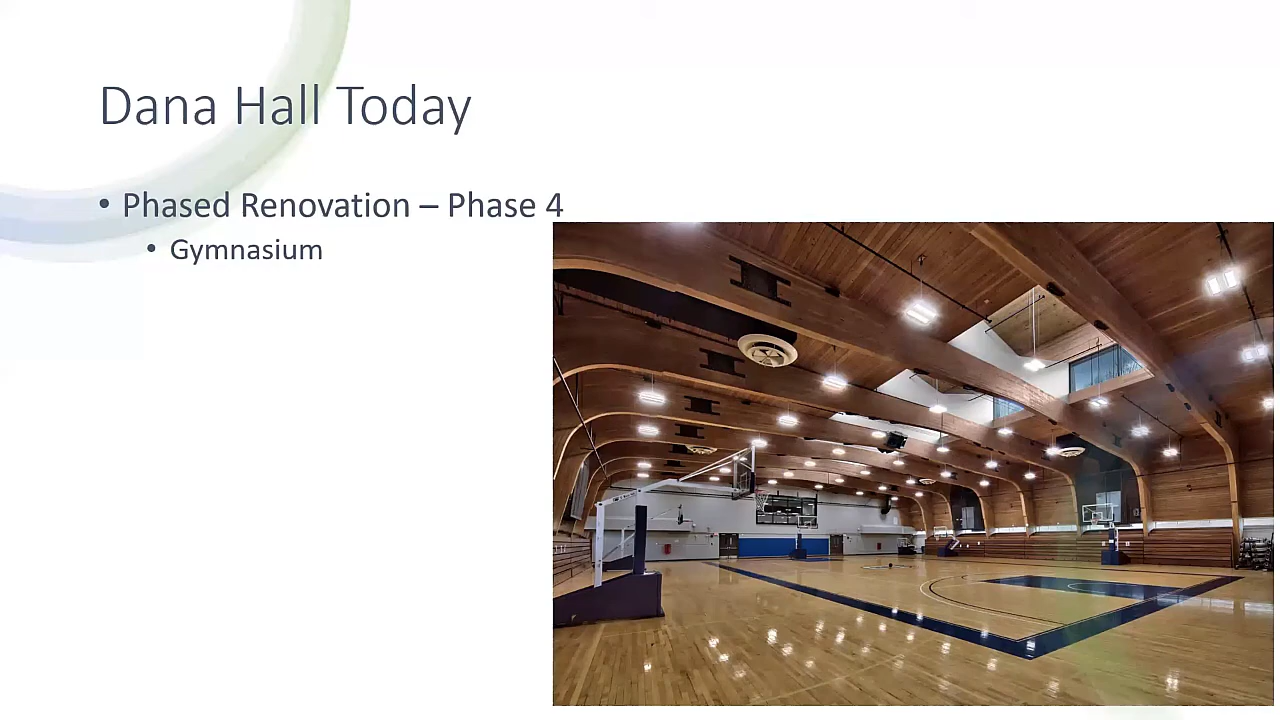 Dana Hall Today
• Phased Renovation – Phase 4
• Gymnasium